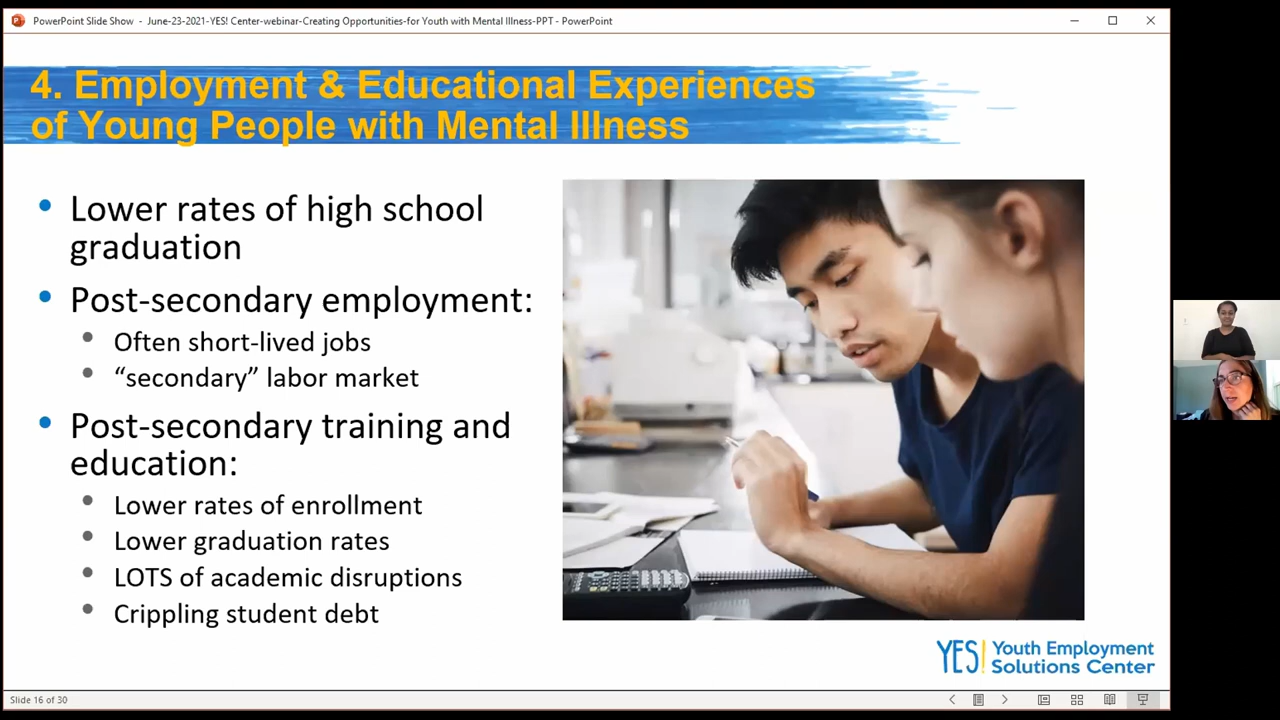 PowerPoint Slide Show - June-23-2021-YES! Center-webinar-Creating Opportunities-for Youth with Mental Illness-PPT - PowerPoint
4. Employment & Educational Experiences
of Young People with Mental Illness
• Lower rates of high school
graduation
• Post-secondary employment:
• Often short-lived jobs
• “secondary” labor market
• Post-secondary training and
education:
• Lower rates of enrollment
• Lower graduation rates
• LOTS of academic disruptions
• Crippling student debt
YES! Youth Employment
Solutions Center
Slide 16 of 30